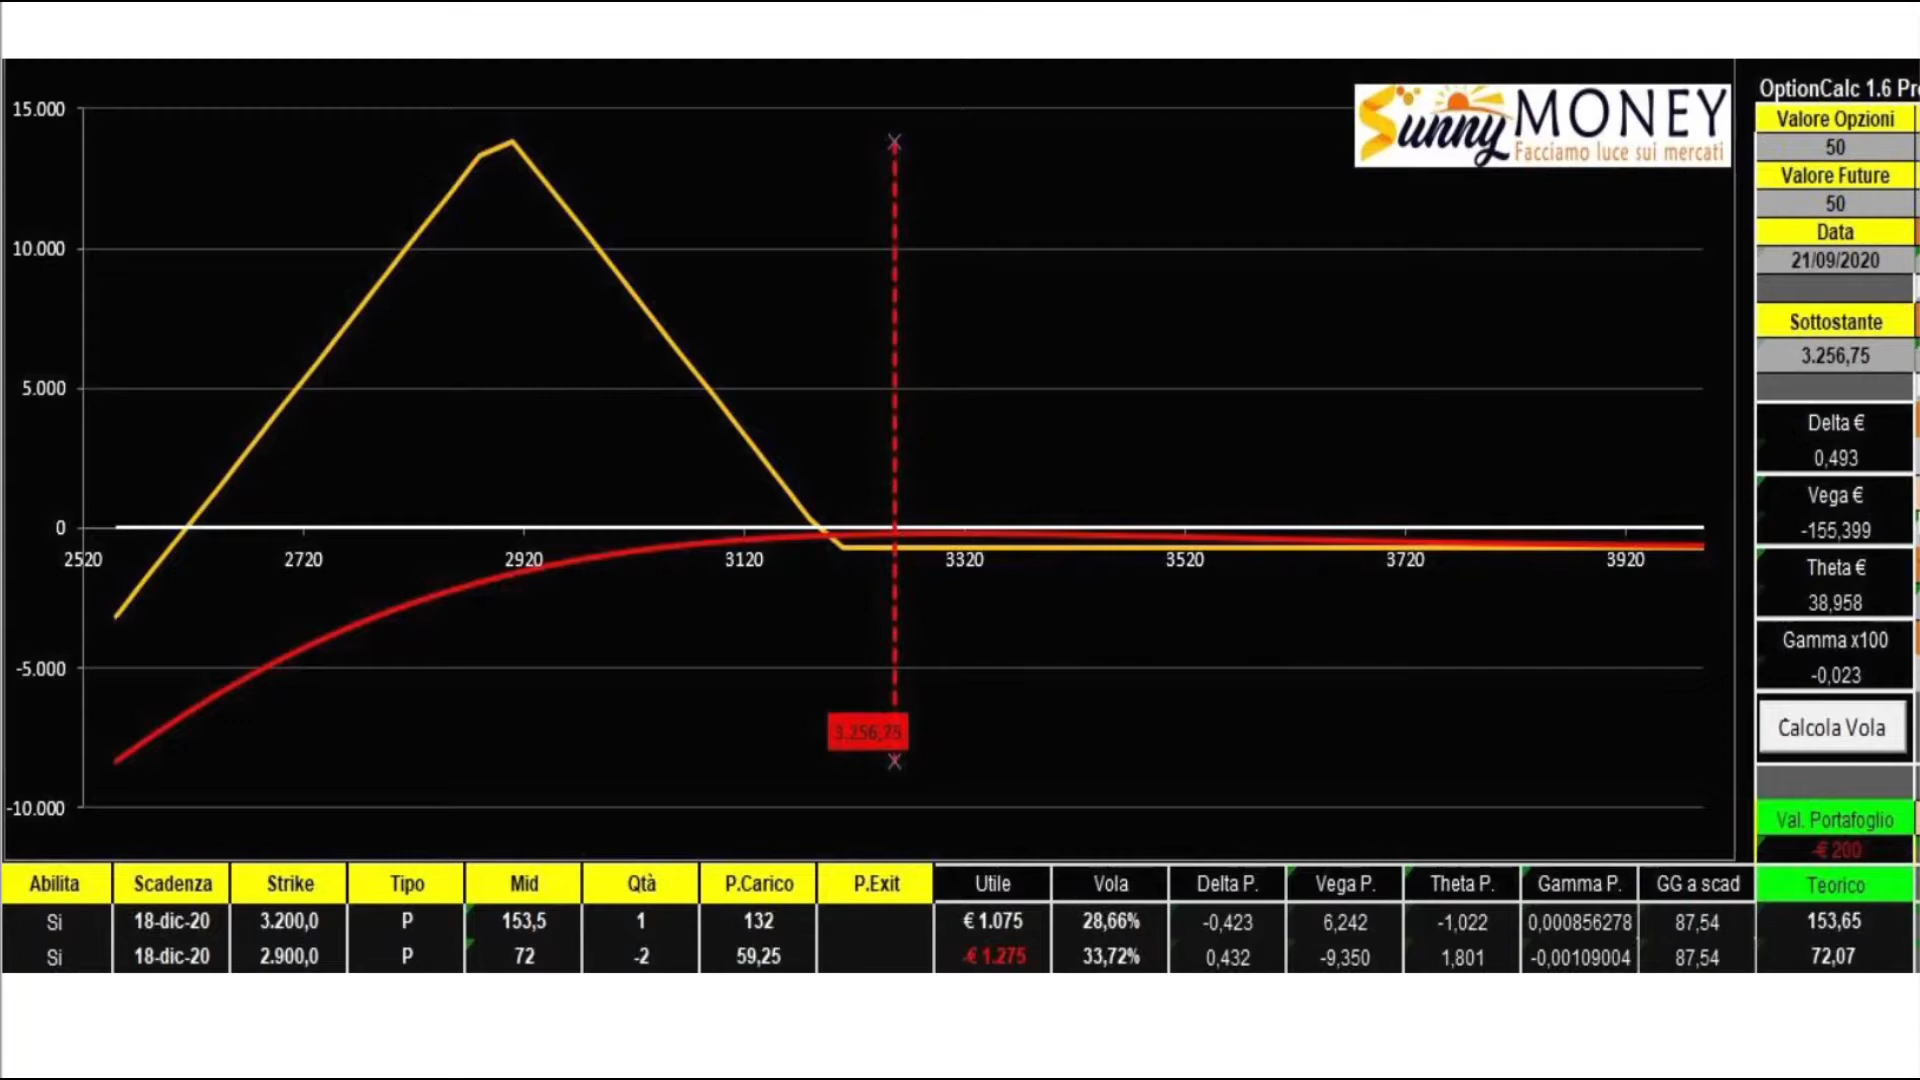 OptionCalc 1.6 Pro
Sunny MONEY
Facciamo luce sui mercati
15.000
10.000
5.000
0
-5.000
-10.000
2520 2720 2920 3120 3320 3520 3720 3920
3.256,75
Valore Opzioni
50
Valore Future
50
Data
21/09/2020
Sottostante
3.256,75
Delta €
0,493
Vega €
-155,399
Theta €
38,958
Gamma x100
-0,023
Calcola Vola
Val. Portafoglio
-€ 200
Abilita Scadenza Strike Tipo Mid Qtà P.Carico P.Exit Utile Vola Delta P. Vega P. Theta P. Gamma P. GG a scad Teorico
Si 18-dic-20 3.200,0 P 153,5 1 132 € 1.075 28,66% -0,423 6,242 -1,022 0,000856278 87,54 153,65
Si 18-dic-20 2.900,0 P 72 -2 59,25 -€ 1.275 33,72% 0,432 -9,350 1,801 -0,00109004 87,54 72,07